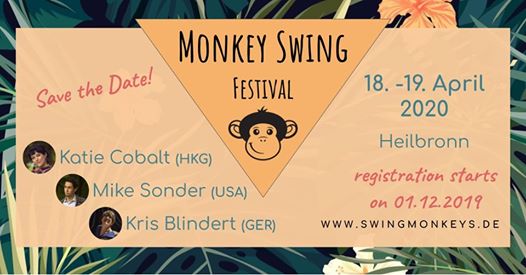 Monkey Swing
Festival
Save the Date!
Katie Cobalt (HKG)
Mike Sonder (USA)
Kris Blindert (GER)
18. -19. April
2020
Heilbronn
registration starts
on 01.12.2019
www.swingmonkeys.de